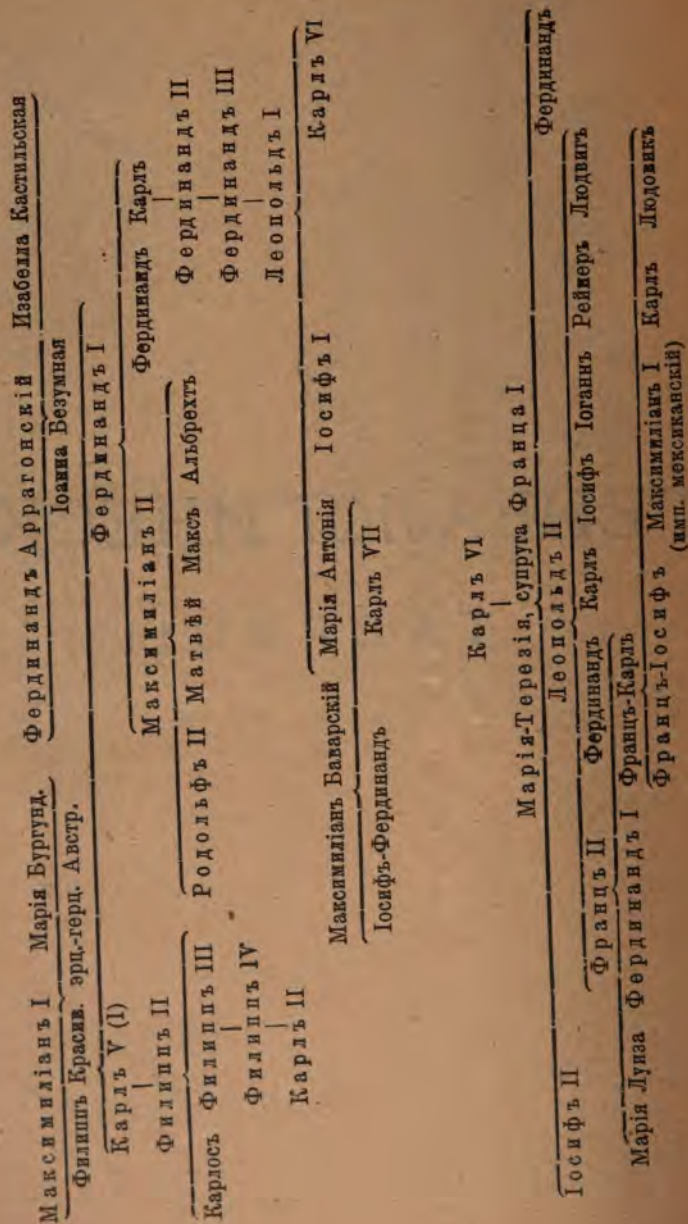 Максимиліанъ I Марія Бургунд. Фердинандъ Аррагонскій Изабелла Кастильская
Филиппъ Красив. эрц.-герц. Австр. Іоанна Безумная
Карлъ V (I) Фердинандъ I
Филиппъ II Максимиліанъ II Фердинандъ Карлъ
Карлосъ Филиппъ III Родольфъ II Матвѣй Максъ Альбрехтъ Фердинандъ II
Филиппъ IV Фердинандъ III
Карлъ II Леопольдъ I
Максимиліанъ Баварскій Марія Антонія Іосифъ I Карлъ VI
Іосифъ-Фердинандъ Карлъ VII
Карлъ VI
Марія-Терезія, супруга Франца I
Іосифъ II Леопольдъ II Фердинандъ
Францъ II Фердинандъ Карлъ Іосифъ Іоганнъ Рейнеръ Людвигъ
Марія Луиза Фердинандъ I Францъ-Карлъ
Францъ-Іосифъ Максимиліанъ I Карлъ Людовикъ
(имп. мексиканскій)